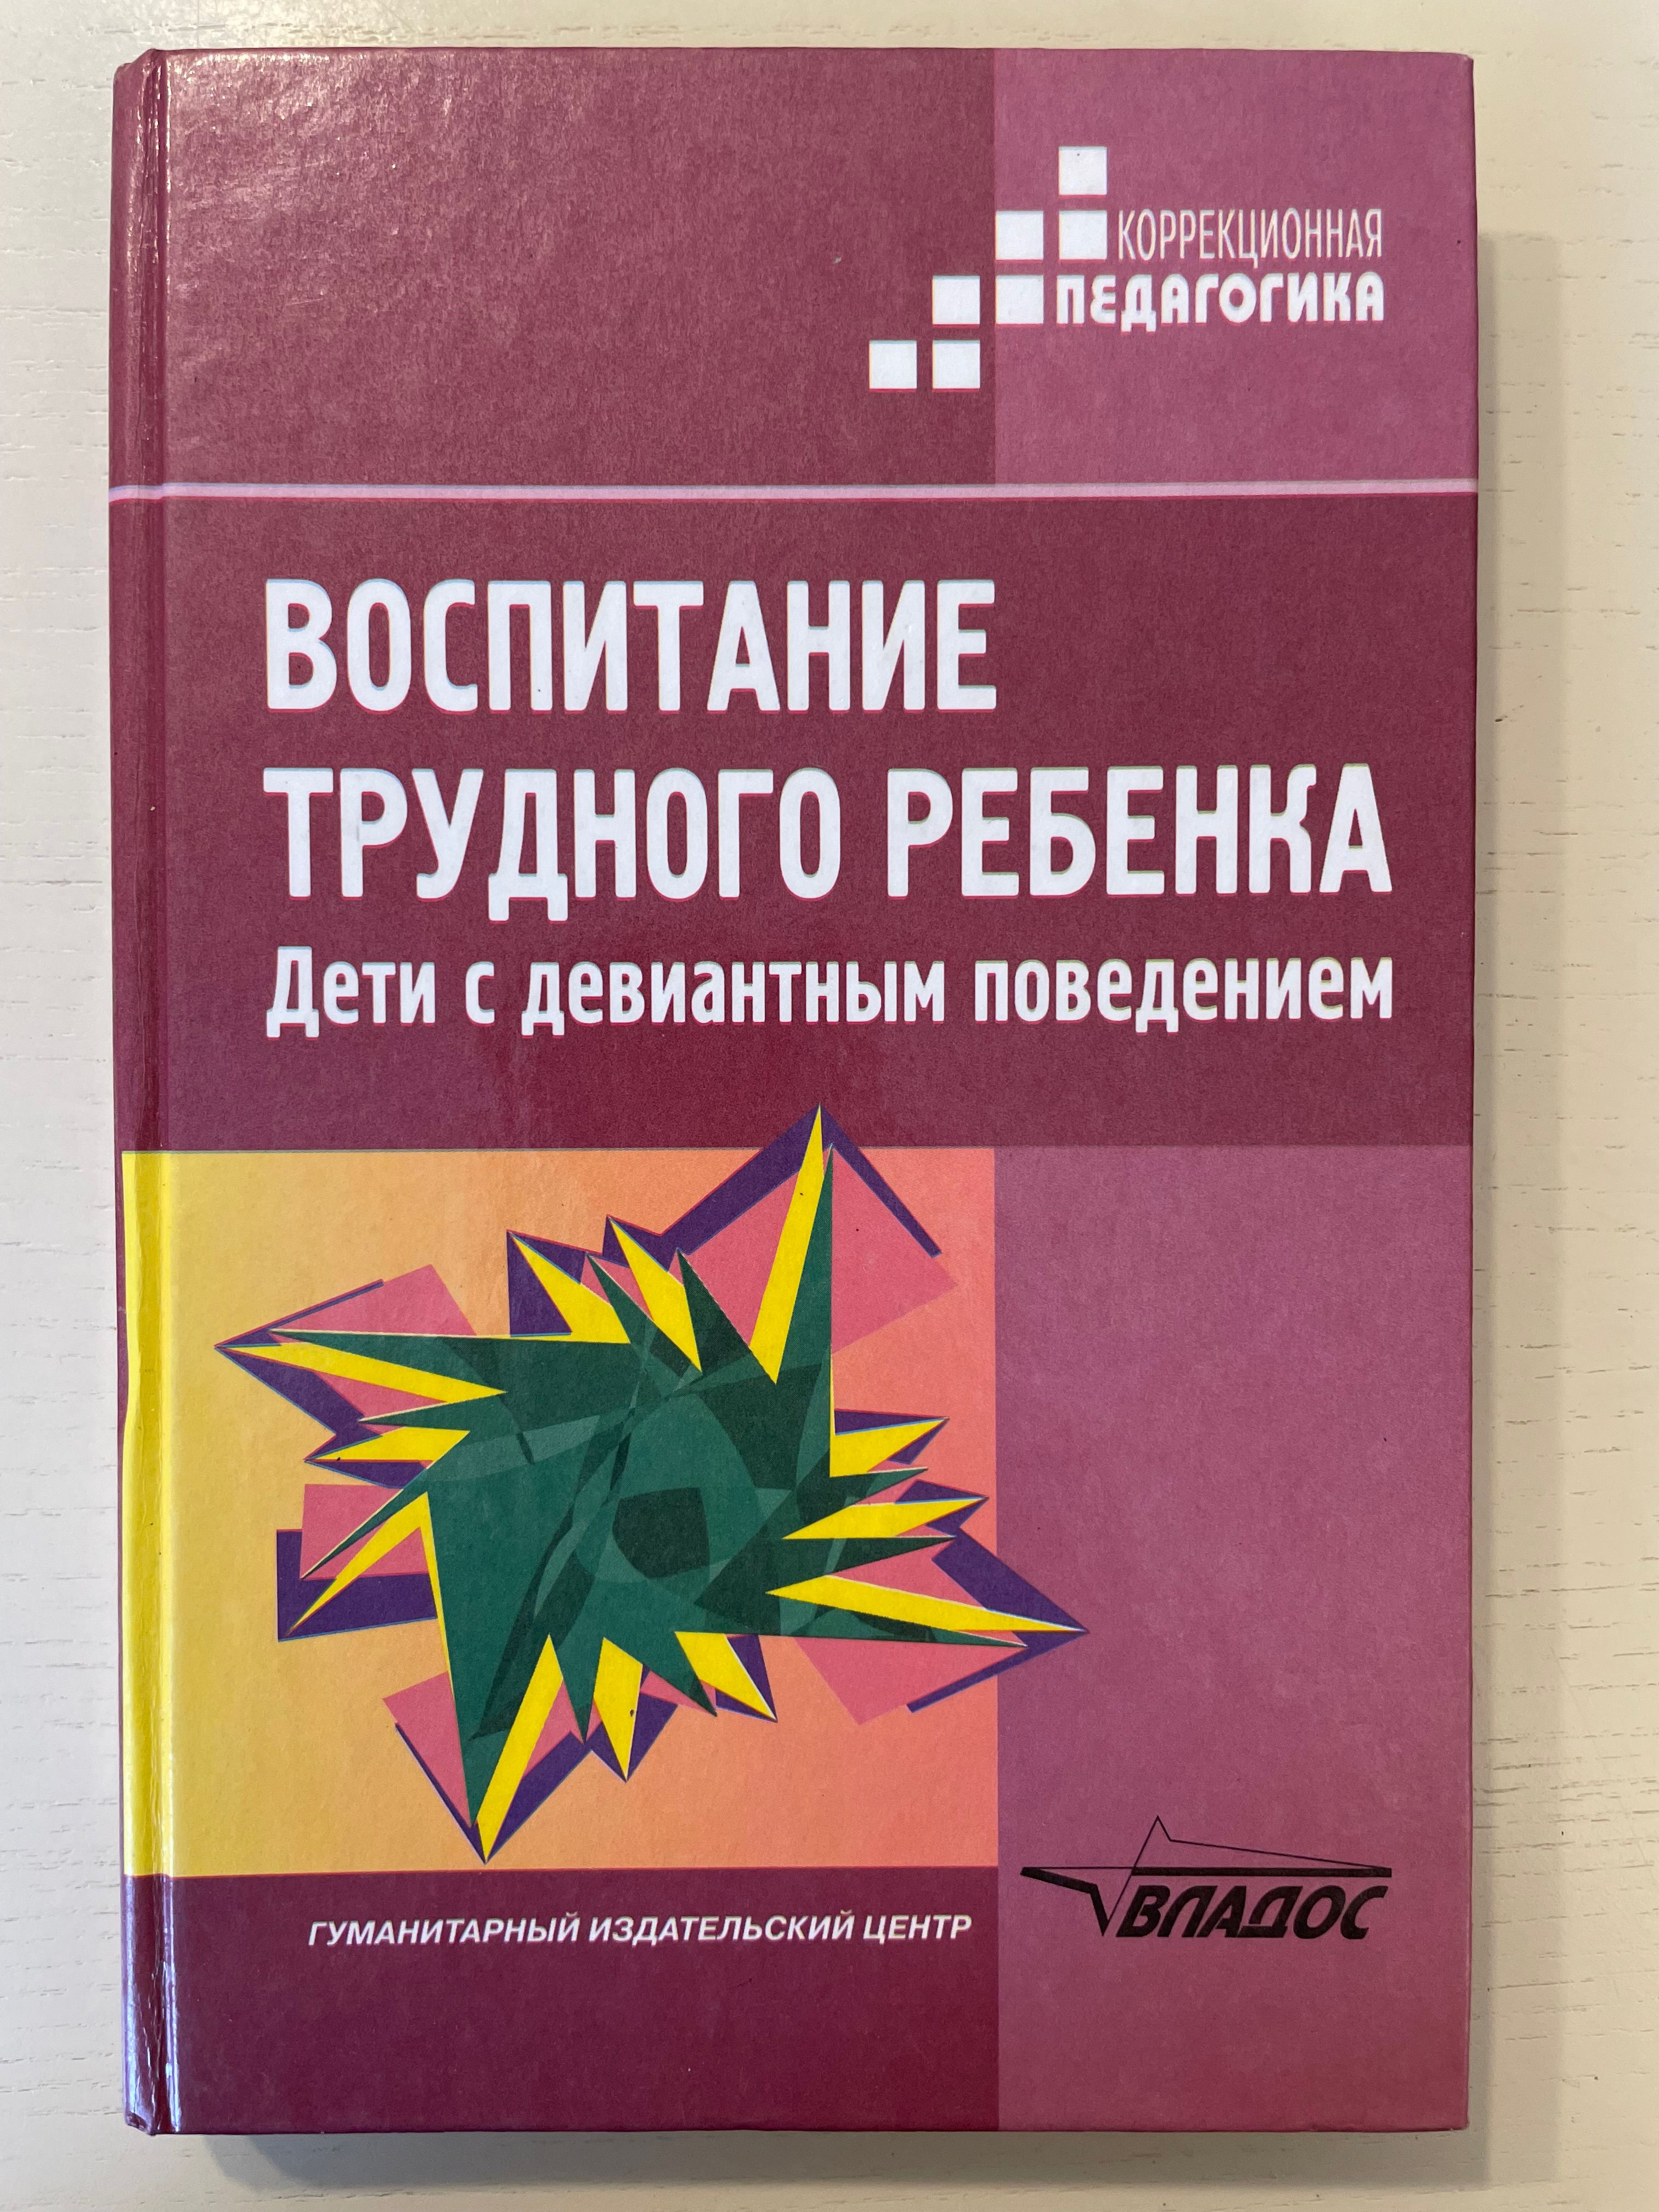 КОРРЕКЦИОННАЯ
ПЕДАГОГИКА
ВОСПИТАНИЕ
ТРУДНОГО РЕБЕНКА
Дети с девиантным поведением
ГУМАНИТАРНЫЙ ИЗДАТЕЛЬСКИЙ ЦЕНТР
ВЛАДОС